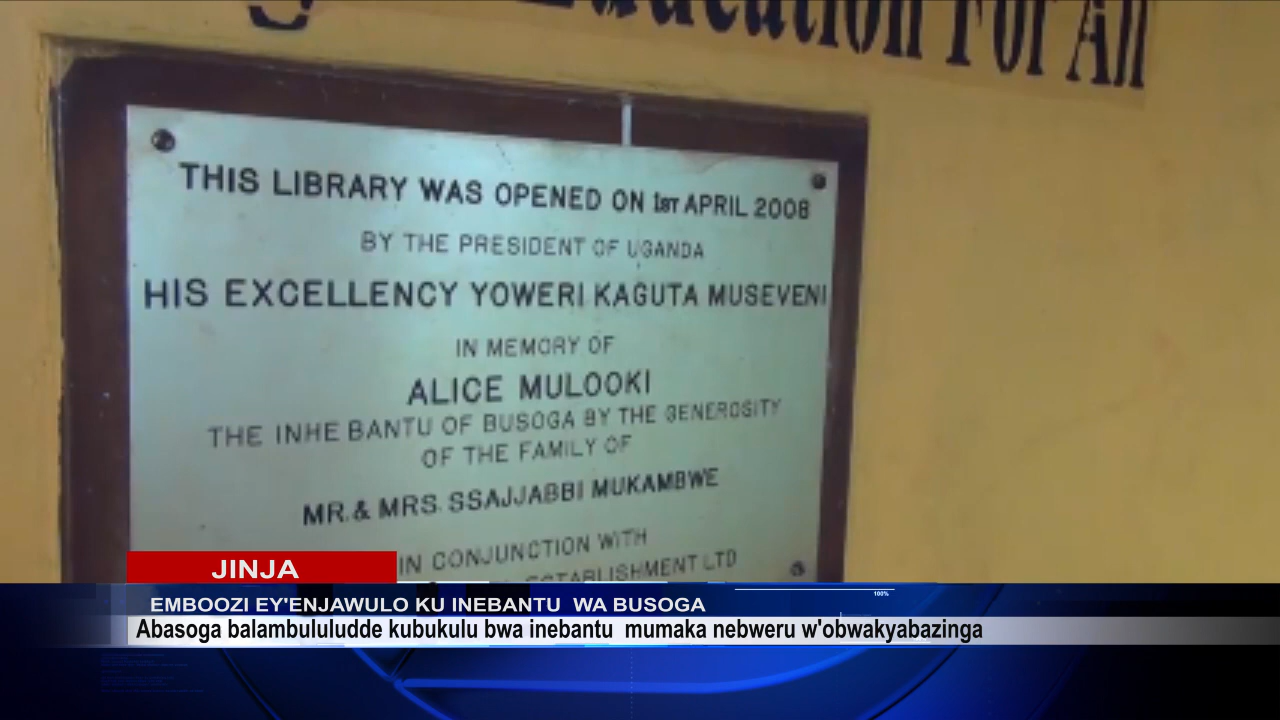 Education For All
THIS LIBRARY WAS OPENED ON 1ST APRIL 2008
BY THE PRESIDENT OF UGANDA
HIS EXCELLENCY YOWERI KAGUTA MUSEVENI
IN MEMORY OF
ALICE MULOOKI
THE INHE BANTU OF BUSOGA BY THE GENEROSITY
OF THE FAMILY OF
MR. & MRS. SSAJJABBI MUKAMBWE
IN CONJUNCTION WITH
ESTABLISHMENT LTD
JINJA
EMBOOZI EY'ENJAWULO KU INEBANTU WA BUSOGA
100%
Abasoga balambululudde kubukulu bwa inebantu mumaka nebweru w'obwakyabazinga